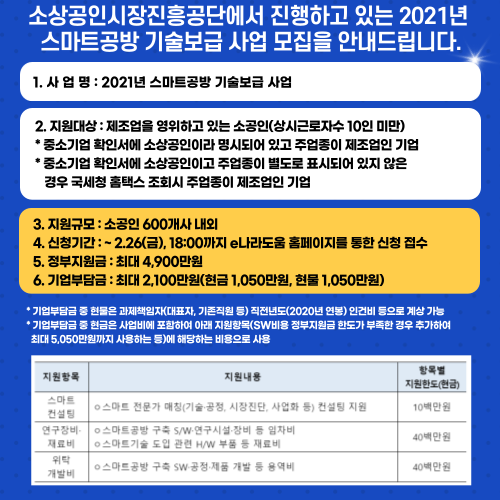 소상공인시장진흥공단에서 진행하고 있는 2021년
스마트공방 기술보급 사업 모집을 안내드립니다.
1. 사 업 명 : 2021년 스마트공방 기술보급 사업
2. 지원대상 : 제조업을 영위하고 있는 소공인(상시근로자수 10인 미만)
* 중소기업 확인서에 소상공인이라 명시되어 있고 주업종이 제조업인 기업
* 중소기업 확인서에 소상공인이고 주업종이 별도로 표시되어 있지 않은
경우 국세청 홈택스 조회시 주업종이 제조업인 기업
3. 지원규모 : 소공인 600개사 내외
4. 신청기간 : ~ 2.26(금), 18:00까지 e나라도움 홈페이지를 통한 신청 접수
5. 정부지원금 : 최대 4,900만원
6. 기업부담금 : 최대 2,100만원(현금 1,050만원, 현물 1,050만원)
* 기업부담금 중 현물은 과제책임자(대표자, 기존직원 등) 직전년도(2020년 연봉) 인건비 등으로 계상 가능
* 기업부담금 중 현금은 사업비에 포함하여 아래 지원항목(SW비용 정부지원금 한도가 부족한 경우 추가하여
최대 5,050만원까지 사용하는 등)에 해당하는 비용으로 사용
지원항목 지원내용 항목별 지원한도(현금)
스마트 컨설팅 ㅇ스마트 전문가 매칭(기술·공정, 시장진단, 사업화 등) 컨설팅 지원 10백만원
연구장비·재료비 ㅇ스마트공방 구축 S/W·연구시설·장비 등 임차비 40백만원
ㅇ스마트기술 도입 관련 H/W 부품 등 재료비
위탁 개발비 ㅇ스마트공방 구축 SW·공정·제품 개발 등 용역비 40백만원